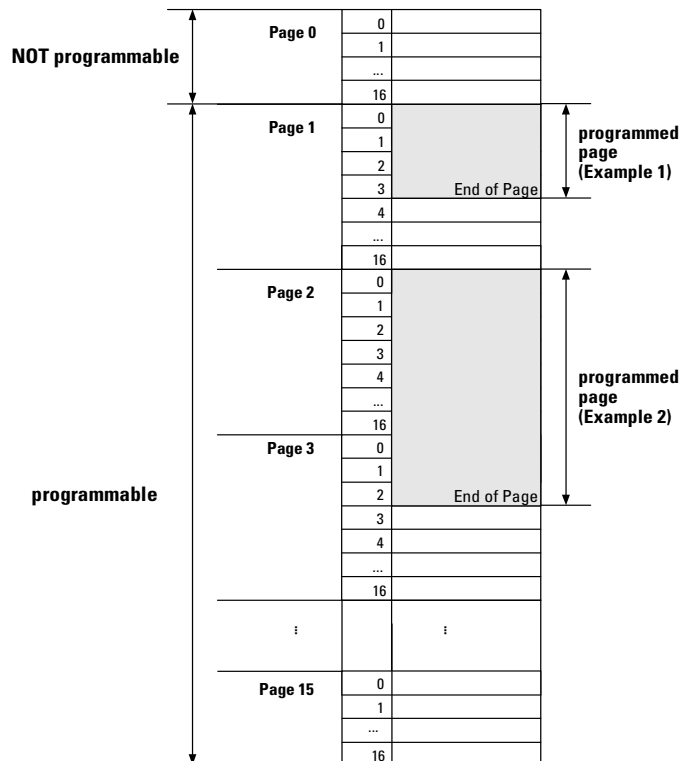 NOT programmable
Page 0
0
1
...
16
Page 1
0
1
2
3 End of Page
4
...
16
programmed
page
(Example 1)
Page 2
0
1
2
3
4
...
16
programmed
page
(Example 2)
Page 3
0
1
2 End of Page
3
4
...
16
programmable
... ...
Page 15
0
1
...
16